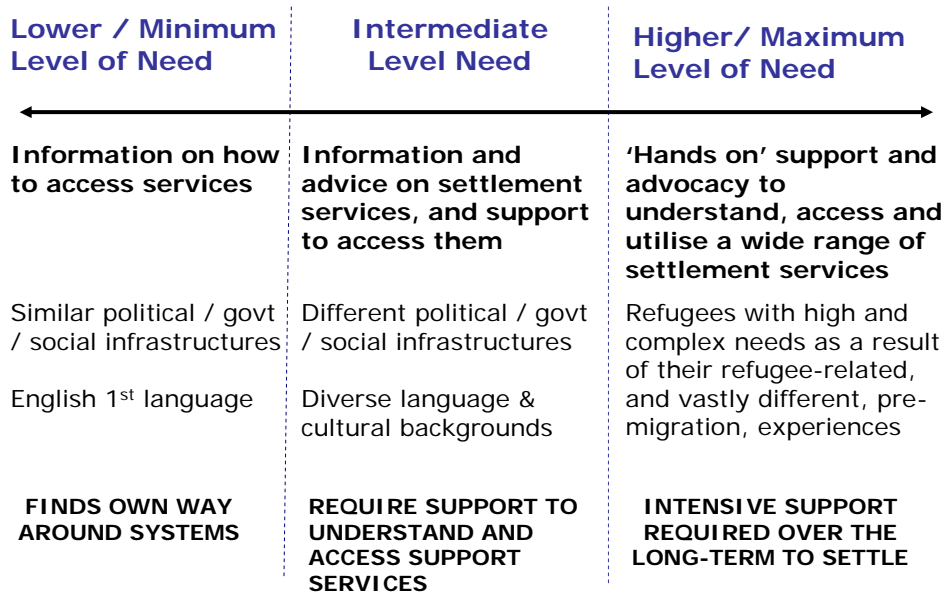 Lower / Minimum
Level of Need
Information on how
to access services
Similar political / govt
/ social infrastructures
English 1st language
FINDS OWN WAY
AROUND SYSTEMS
Intermediate
Level Need
Information and
advice on settlement
services, and support
to access them
Different political / govt
/ social infrastructures
Diverse language &
cultural backgrounds
REQUIRE SUPPORT TO
UNDERSTAND AND
ACCESS SUPPORT
SERVICES
Higher/ Maximum
Level of Need
‘Hands on’ support and
advocacy to
understand, access and
utilise a wide range of
settlement services
Refugees with high and
complex needs as a result
of their refugee-related,
and vastly different, pre-
migration, experiences
INTENSIVE SUPPORT
REQUIRED OVER THE
LONG-TERM TO SETTLE